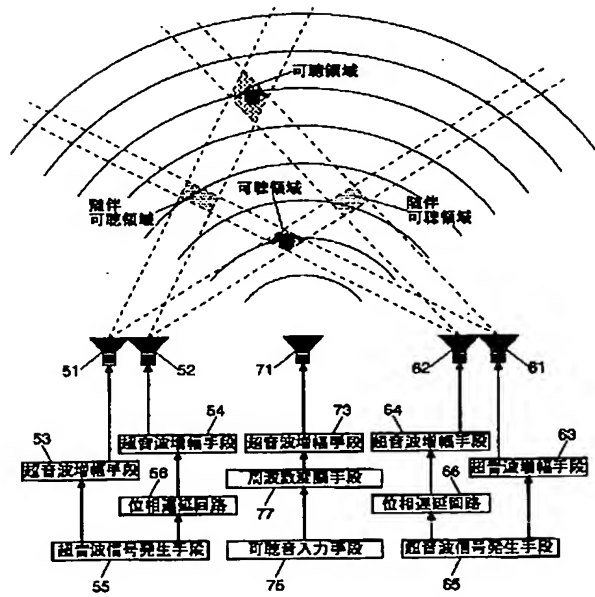 可聴領域
随伴
可聴領域
可聴領域
随伴
可聴領域
51
52
71
62
61
54
73
64
53
超音波増幅手段
超音波増幅手段
超音波増幅手段
63
超音波増幅手段
56
周波数変調手段
66
超音波増幅手段
位相遅延回路
77
位相遅延回路
超音波信号発生手段
可聴音入力手段
超音波信号発生手段
55
75
65